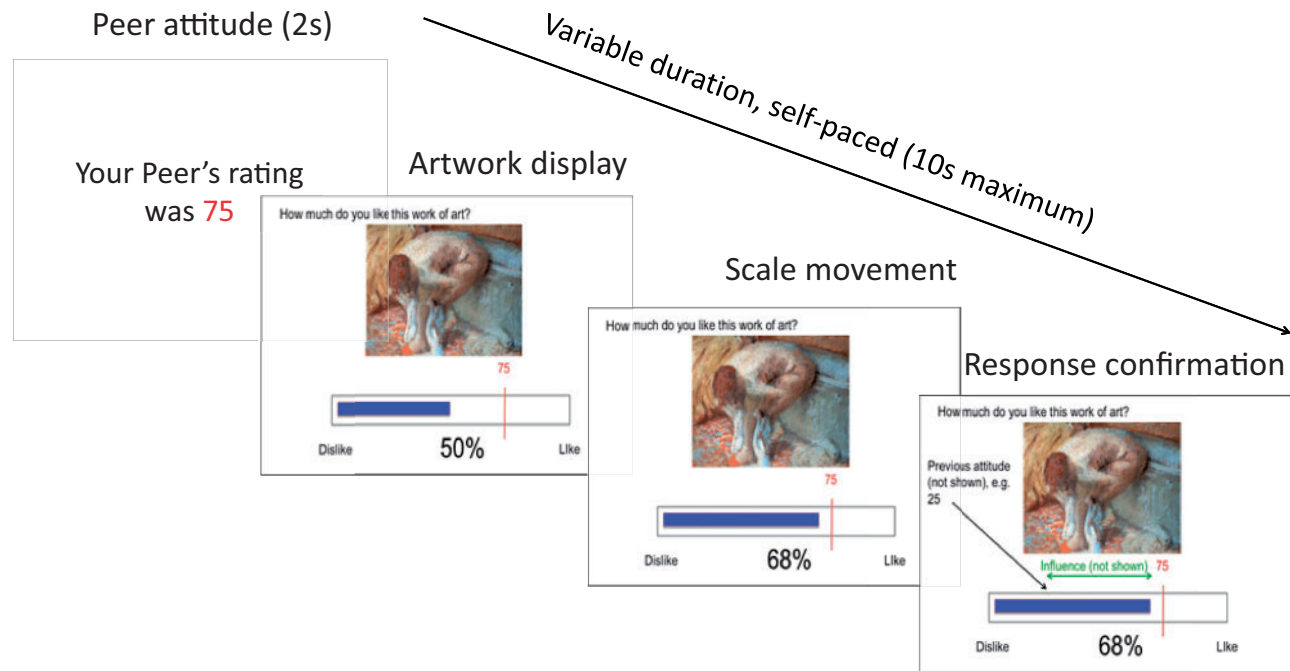 Peer attitude (2s)
Variable duration, self-paced (10s maximum)
Your Peer's rating
was 75
Artwork display
How much do you like this work of art?
75
Dislike 50% LIke
Scale movement
How much do you like this work of art?
75
Dislike 68% LIke
Response confirmation
How much do you like this work of art?
Previous attitude
(not shown), e.g.
25
Influence (not shown) 75
Dislike 68% LIke